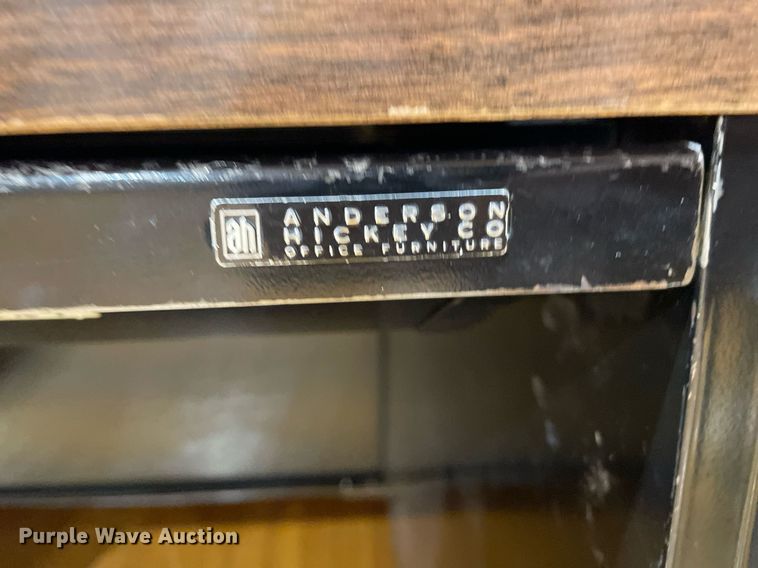 ah
ANDERSON
HICKEY CO
OFFICE FURNITURE
Purple Wave Auction